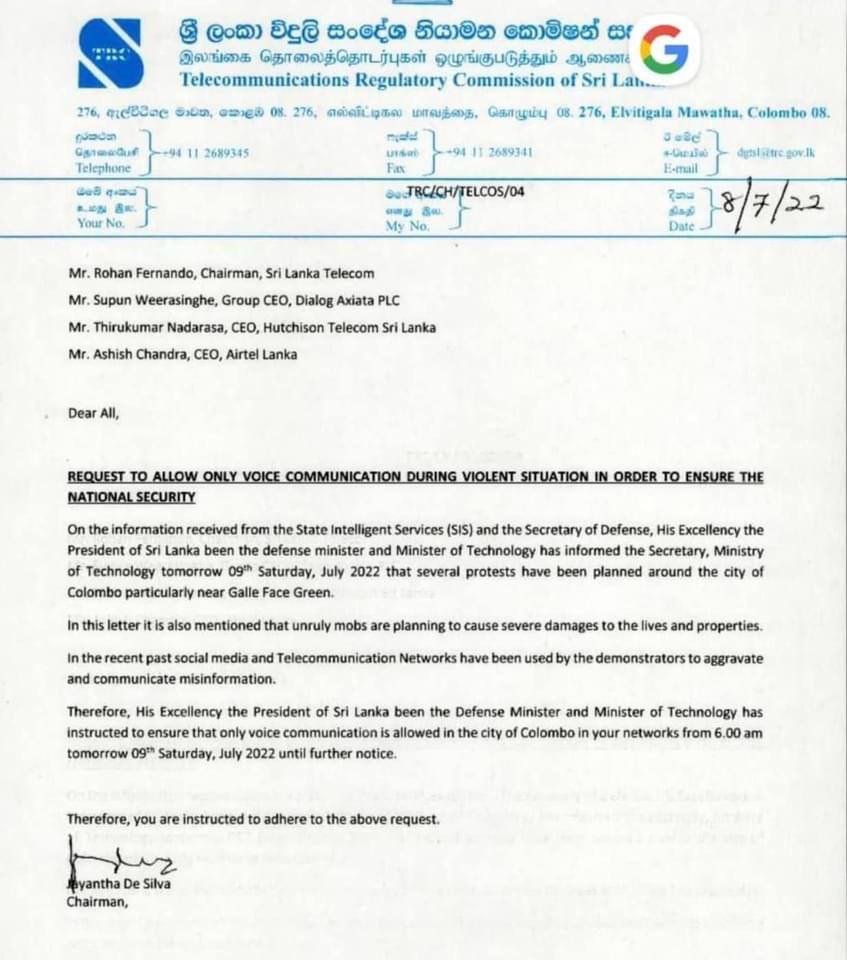 ශ්‍රී ලංකා විදුලි සංදේශ නියාමන කොමිෂන් සභ
இலங்கை தொலைத்தொடர்புகள் ஒழுங்குபடுத்தும் ஆணைக்
Telecommunications Regulatory Commission of Sri Lan
276, ඇල්විටිගල මාවත, කොළඹ 08. 276, எல்விட்டிகல மாவத்தை, கொழும்பு 08. 276, Elvitigala Mawatha, Colombo 08.
දුරකථන
தொலைபேசி
Telephone
+94 11 2689345
ෆැක්ස්
பாக்ஸ்
Fax
+94 11 2689341
ඊ මේල්
ஈ-மெயில்
E-mail
dgtsl@trc.gov.lk
ඔබේ අංකය
உமது இல.
Your No.
මගේ
எனது இல.
My No.
TRC/CH/TELCOS/04
දිනය
திகதி
Date
8/7/22
Mr. Rohan Fernando, Chairman, Sri Lanka Telecom
Mr. Supun Weerasinghe, Group CEO, Dialog Axiata PLC
Mr. Thirukumar Nadarasa, CEO, Hutchison Telecom Sri Lanka
Mr. Ashish Chandra, CEO, Airtel Lanka
Dear All,
REQUEST TO ALLOW ONLY VOICE COMMUNICATION DURING VIOLENT SITUATION IN ORDER TO ENSURE THE
NATIONAL SECURITY
On the information received from the State Intelligent Services (SIS) and the Secretary of Defense, His Excellency the
President of Sri Lanka been the defense minister and Minister of Technology has informed the Secretary, Ministry
of Technology tomorrow 09th Saturday, July 2022 that several protests have been planned around the city of
Colombo particularly near Galle Face Green.
In this letter it is also mentioned that unruly mobs are planning to cause severe damages to the lives and properties.
In the recent past social media and Telecommunication Networks have been used by the demonstrators to aggravate
and communicate misinformation.
Therefore, His Excellency the President of Sri Lanka been the Defense Minister and Minister of Technology has
instructed to ensure that only voice communication is allowed in the city of Colombo in your networks from 6.00 am
tomorrow 09th Saturday, July 2022 until further notice.
Therefore, you are instructed to adhere to the above request.
Jayantha De Silva
Chairman,